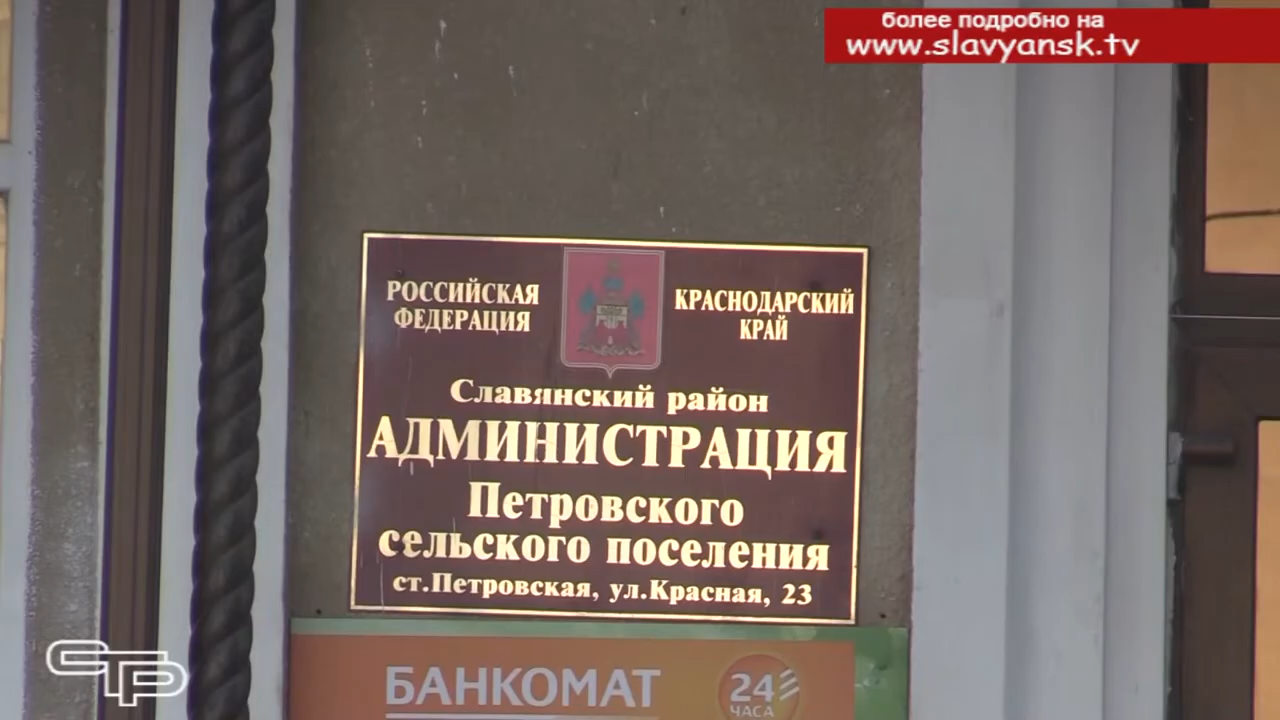 более подробно на
www.slavyansk.tv
РОССИЙСКАЯ
ФЕДЕРАЦИЯ
КРАСНОДАРСКИЙ
КРАЙ
Славянский район
АДМИНИСТРАЦИЯ
Петровского
сельского поселения
ст.Петровская, ул.Красная, 23
БАНКОМАТ
24
ЧАСА
СТР